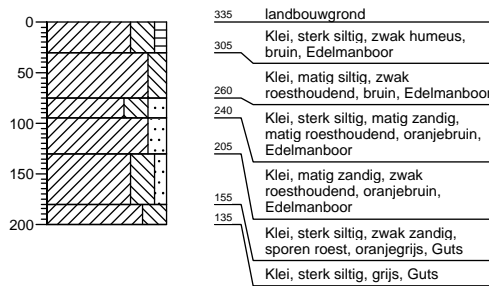 0
50
100
150
200
335 landbouwgrond
305 Klei, sterk siltig, zwak humeus,
bruin, Edelmanboor
260 Klei, matig siltig, zwak
roesthoudend, bruin, Edelmanboor
240 Klei, sterk siltig, matig zandig,
matig roesthoudend, oranjebruin,
Edelmanboor
205 Klei, matig zandig, zwak
roesthoudend, oranjebruin,
Edelmanboor
155 Klei, sterk siltig, zwak zandig,
sporen roest, oranjegrijs, Guts
135 Klei, sterk siltig, grijs, Guts